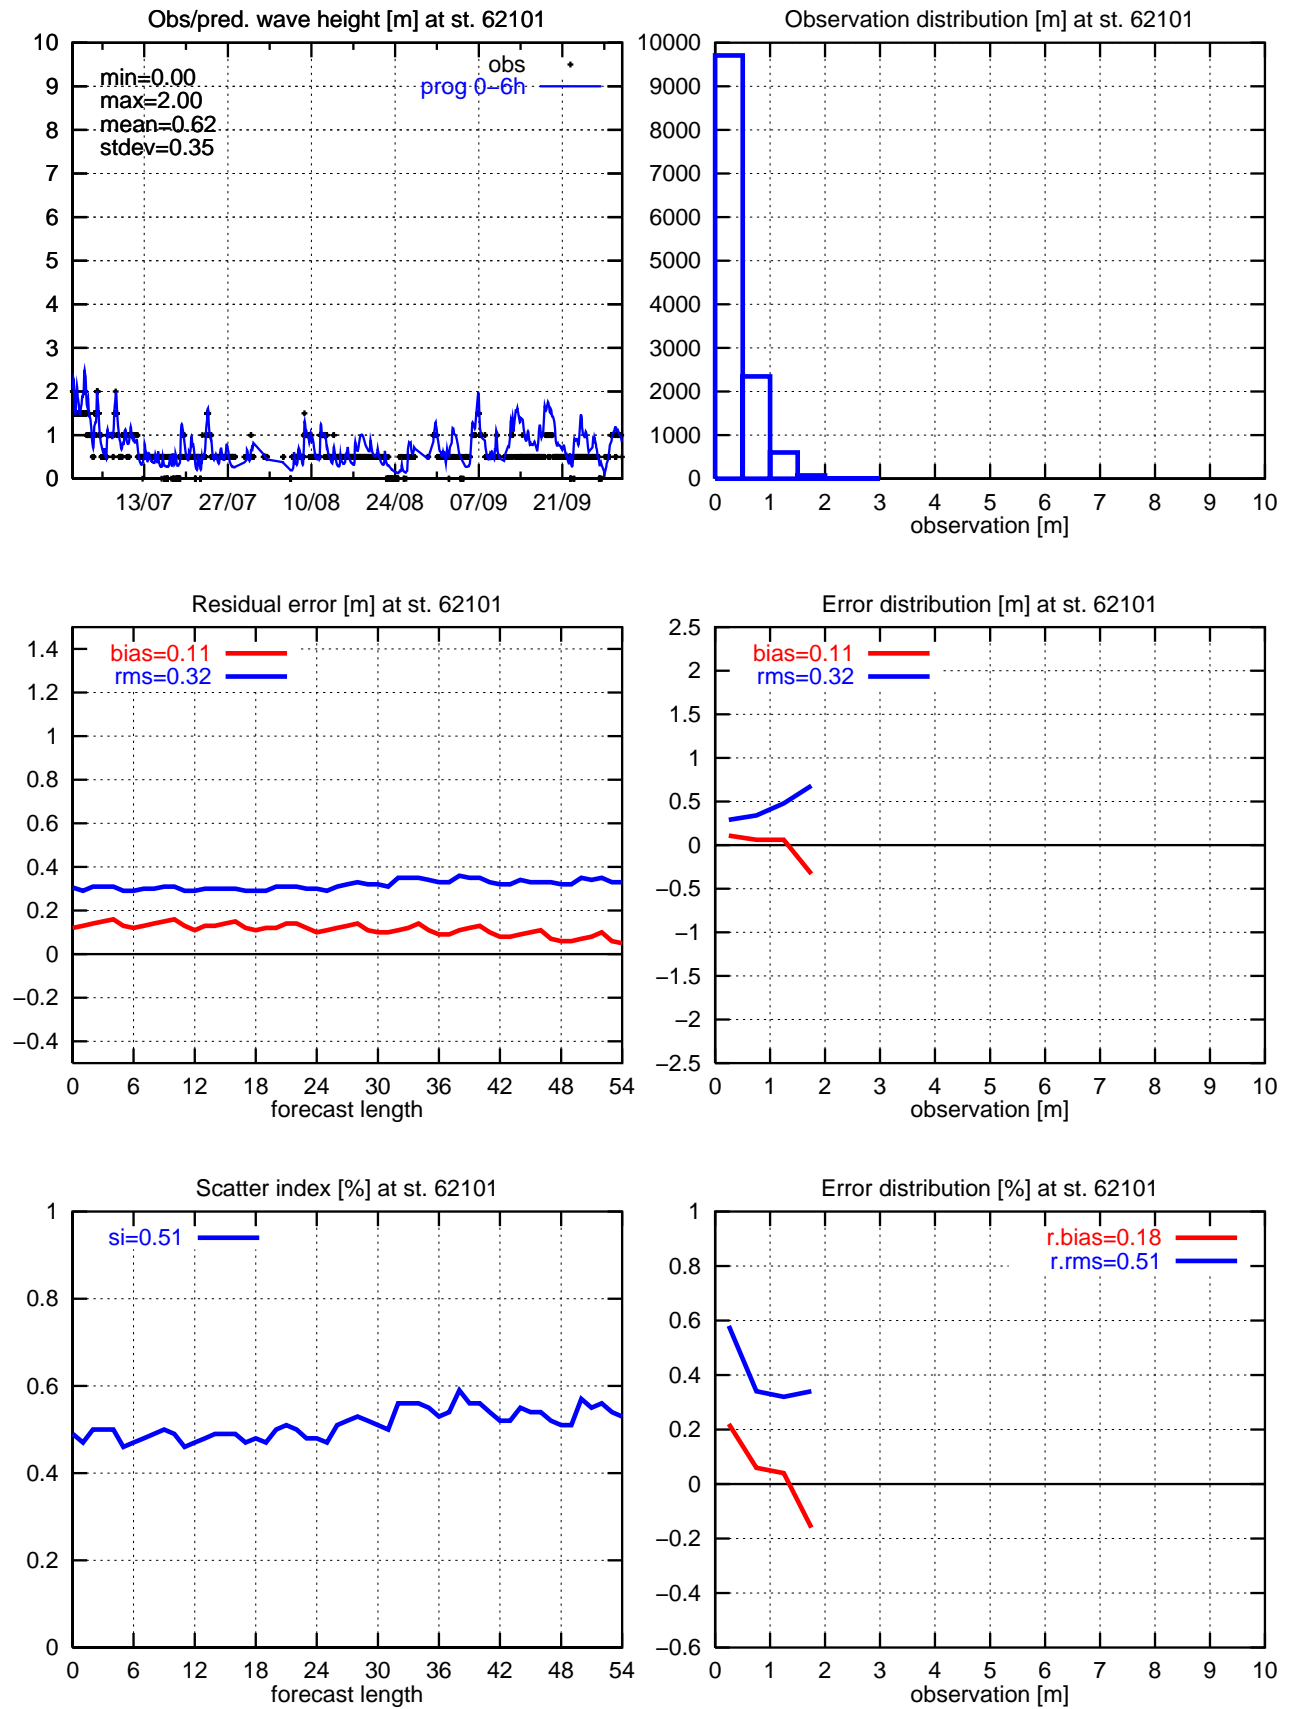 Obs/pred. wave height [m] at st. 62101
10
9
8
7
6
5
4
3
2
1
0
min=0.00
max=2.00
mean=0.62
stdev=0.35
obs
prog 0−6h
13/07 27/07 10/08 24/08 07/09 21/09
Observation distribution [m] at st. 62101
10000
9000
8000
7000
6000
5000
4000
3000
2000
1000
0
0 1 2 3 4 5 6 7 8 9 10
observation [m]
Residual error [m] at st. 62101
bias=0.11
rms=0.32
1.4
1.2
1
0.8
0.6
0.4
0.2
0
−0.2
−0.4
0 6 12 18 24 30 36 42 48 54
forecast length
Error distribution [m] at st. 62101
bias=0.11
rms=0.32
2.5
2
1.5
1
0.5
0
−0.5
−1
−1.5
−2
−2.5
0 1 2 3 4 5 6 7 8 9 10
observation [m]
Scatter index [%] at st. 62101
si=0.51
1
0.8
0.6
0.4
0.2
0
0 6 12 18 24 30 36 42 48 54
forecast length
Error distribution [%] at st. 62101
r.bias=0.18
r.rms=0.51
1
0.8
0.6
0.4
0.2
0
−0.2
−0.4
−0.6
0 1 2 3 4 5 6 7 8 9 10
observation [m]